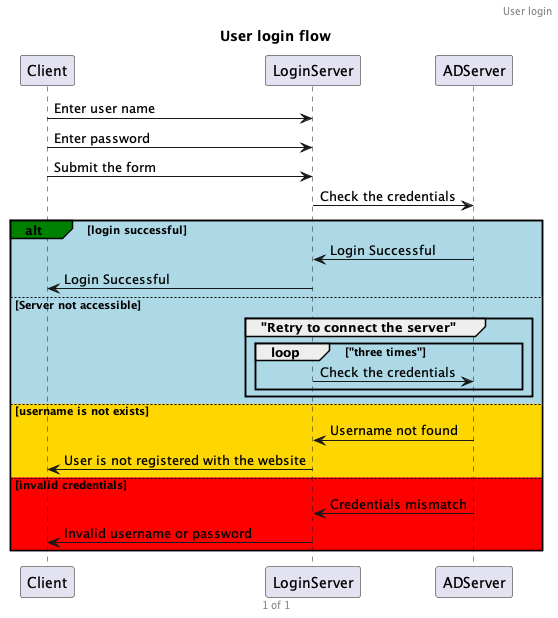 User login
User login flow
Client LoginServer ADServer
Enter user name
Enter password
Submit the form
Check the credentials
alt [login successful]
Login Successful
Login Successful
[Server not accessible]
"Retry to connect the server"
loop ["three times"]
Check the credentials
[username is not exists]
Username not found
User is not registered with the website
[invalid credentials]
Credentials mismatch
Invalid username or password
Client LoginServer ADServer
1 of 1